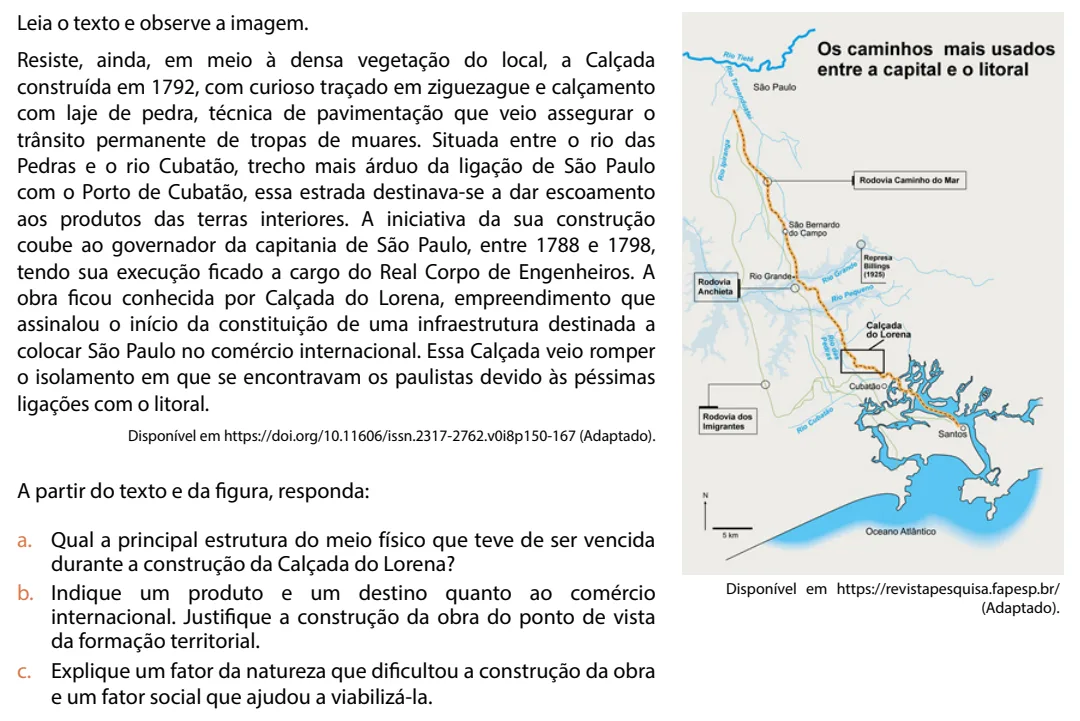 Leia o texto e observe a imagem.
Resiste, ainda, em meio à densa vegetação do local, a Calçada
construída em 1792, com curioso traçado em ziguezague e calçamento
com laje de pedra, técnica de pavimentação que veio assegurar o
trânsito permanente de tropas de muares. Situada entre o rio das
Pedras e o rio Cubatão, trecho mais árduo da ligação de São Paulo
com o Porto de Cubatão, essa estrada destinava-se a dar escoamento
aos produtos das terras interiores. A iniciativa da sua construção
coube ao governador da capitania de São Paulo, entre 1788 e 1798,
tendo sua execução ficado a cargo do Real Corpo de Engenheiros. A
obra ficou conhecida por Calçada do Lorena, empreendimento que
assinalou o início da constituição de uma infraestrutura destinada a
colocar São Paulo no comércio internacional. Essa Calçada veio romper
o isolamento em que se encontravam os paulistas devido às péssimas
ligações com o litoral.
Disponível em https://doi.org/10.11606/issn.2317-2762.v0i8p150-167 (Adaptado).
A partir do texto e da figura, responda:
a. Qual a principal estrutura do meio físico que teve de ser vencida
durante a construção da Calçada do Lorena?
b. Indique um produto e um destino quanto ao comércio
internacional. Justifique a construção da obra do ponto de vista
da formação territorial.
c. Explique um fator da natureza que dificultou a construção da obra
e um fator social que ajudou a viabilizá-la.
Os caminhos mais usados
entre a capital e o litoral
Rio Tietê
São Paulo
Rio Tamanduateí
Rio Ipiranga
Rodovia Caminho do Mar
São Bernardo
do Campo
Represa
Billings
(1925)
Rio Grande
Rio Grande
Rodovia
Anchieta
Rio Pequeno
Calçada
do Lorena
Rio das
Pedras
Cubatão
Rodovia dos
Imigrantes
Rio Cubatão
Santos
N
5 km
Oceano Atlântico
Disponível em https://revistapesquisa.fapesp.br/
(Adaptado).